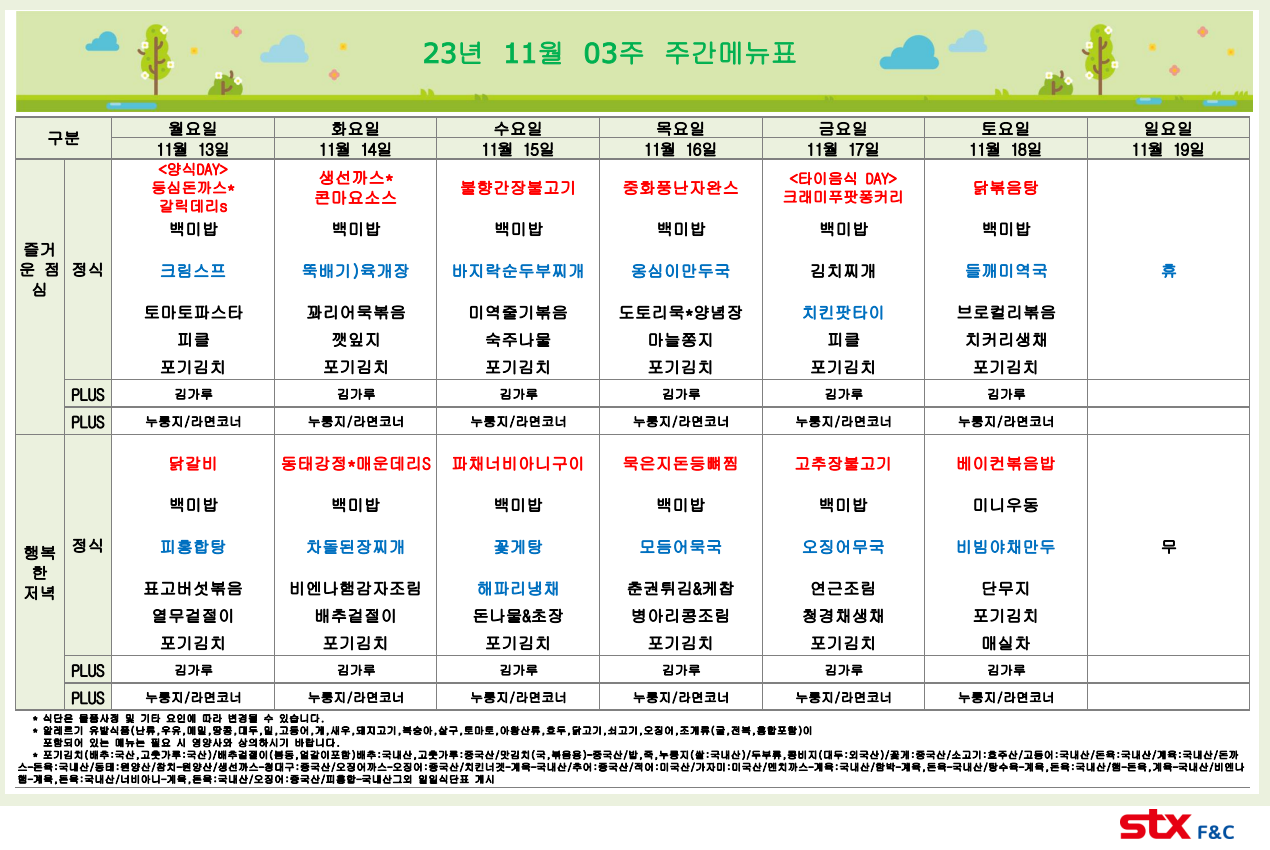 23년 11월 03주 주간메뉴표
구분 월요일 화요일 수요일 목요일 금요일 토요일 일요일
11월 13일 11월 14일 11월 15일 11월 16일 11월 17일 11월 18일 11월 19일
즐거
운 점
심
정식
<양식DAY>
등심돈까스*
갈릭데리s
생선까스*
콘마요소스
불향간장불고기
중화풍난자완스
<타이음식 DAY>
크래미푸팟퐁커리
닭볶음탕
백미밥 백미밥 백미밥 백미밥 백미밥 백미밥
크림스프 뚝배기)육개장 바지락순두부찌개 옹심이만두국 김치찌개 들깨미역국 휴
토마토파스타 꽈리어묵볶음 미역줄기볶음 도토리묵*양념장 치킨팟타이 브로컬리볶음
피클 깻잎지 숙주나물 마늘쫑지 피클 치커리생채
포기김치 포기김치 포기김치 포기김치 포기김치 포기김치
PLUS 김가루 김가루 김가루 김가루 김가루 김가루
PLUS 누룽지/라면코너 누룽지/라면코너 누룽지/라면코너 누룽지/라면코너 누룽지/라면코너 누룽지/라면코너
행복
한
저녁
정식
닭갈비 동태강정*매운데리S 파채너비아니구이 묵은지돈등뼈찜 고추장불고기 베이컨볶음밥
백미밥 백미밥 백미밥 백미밥 백미밥 미니우동
피홍합탕 차돌된장찌개 꽃게탕 모듬어묵국 오징어무국 비빔야채만두 무
표고버섯볶음 비엔나햄감자조림 해파리냉채 춘권튀김&케찹 연근조림 단무지
열무겉절이 배추겉절이 돈나물&초장 병아리콩조림 청경채생채 포기김치
포기김치 포기김치 포기김치 포기김치 포기김치 매실차
PLUS 김가루 김가루 김가루 김가루 김가루 김가루
PLUS 누룽지/라면코너 누룽지/라면코너 누룽지/라면코너 누룽지/라면코너 누룽지/라면코너 누룽지/라면코너
* 식단은 물품사정 및 기타 요인에 따라 변경될 수 있습니다.
* 알레르기 유발식품(난류,우유,메밀,땅콩,대두,밀,고등어,게,새우,돼지고기,복숭아,살구,토마토,아황산류,호두,닭고기,쇠고기,오징어,조개류(굴,전복,홍합포함)이
포함되어 있는 메뉴는 필요 시 영양사와 상의하시기 바랍니다.
* 포기김치(배추:국산,고춧가루:국산)/배추겉절이(봄동,얼갈이포함)배추:국내산,고춧가루:중국산/맛김치(국,볶음용)-중국산/밥,죽,누룽지(쌀:국내산)/두부류,콩비지(대두:외국산)/꽃게:중국산/소고기:호주산/고등어:국내산/돈육:국내산/계육:국내산/돈까
스-돈육:국내산/동태:원양산/참치-원양산/생선까스-청대구:중국산/오징어까스-오징어:중국산/치킨너겟-계육-국내산/추어:중국산/적어:미국산/가자미:미국산/멘치까스-계육:국내산/함박-계육,돈육-국내산/탕수육-계육,돈육:국내산/햄-돈육,계육-국내산/비엔나
햄-계육,돈육:국내산/너비아니-계육,돈육:국내산/오징어:중국산/피홍합-국내산그외 일일식단표 게시
stx F&C